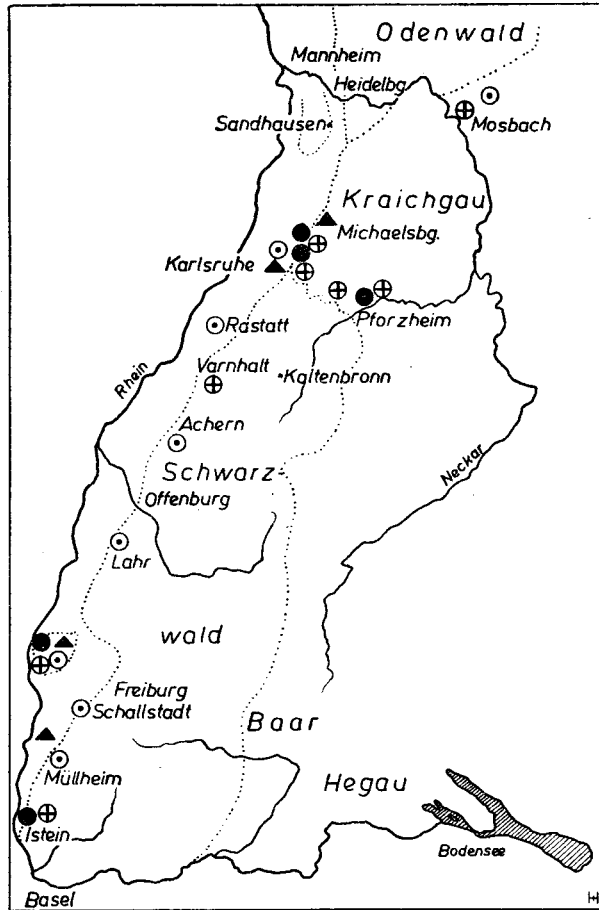 Odenwald
Mannheim
Heidelbg.
Sandhausen
Mosbach
Kraichgau
Michaelsbg.
Karlsruhe
Pforzheim
Rastatt
Rhein
Varnhalt
Kaltenbronn
Achern
Neckar
Schwarz-
Offenburg
Lahr
wald
Freiburg
Schallstadt
Baar
Müllheim
Hegau
Istein
Bodensee
Basel